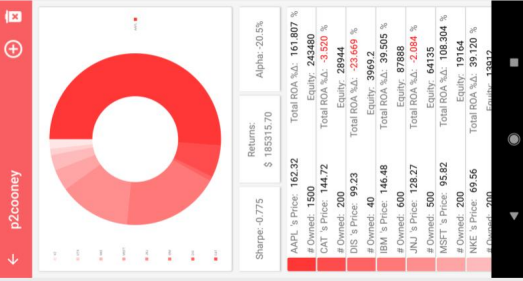 p2cooney
Sharpe: -0.775
Returns:
$ 185315.70
Alpha: -20.5%
AAPL 's Price: 162.32 Total ROA %Δ: 161.807 %
# Owned: 1500 Equity: 243480
CAT 's Price: 144.72 Total ROA %Δ: -3.520 %
# Owned: 200 Equity: 28944
DIS 's Price: 99.23 Total ROA %Δ: -23.669 %
# Owned: 40 Equity: 3969.2
IBM 's Price: 146.48 Total ROA %Δ: 39.505 %
# Owned: 600 Equity: 87888
JNJ 's Price: 128.27 Total ROA %Δ: -2.084 %
# Owned: 500 Equity: 64135
MSFT 's Price: 95.82 Total ROA %Δ: 108.304 %
# Owned: 200 Equity: 19164
NKE 's Price: 69.56 Total ROA %Δ: 39.120 %
# Owned: 200 Equity: 13912